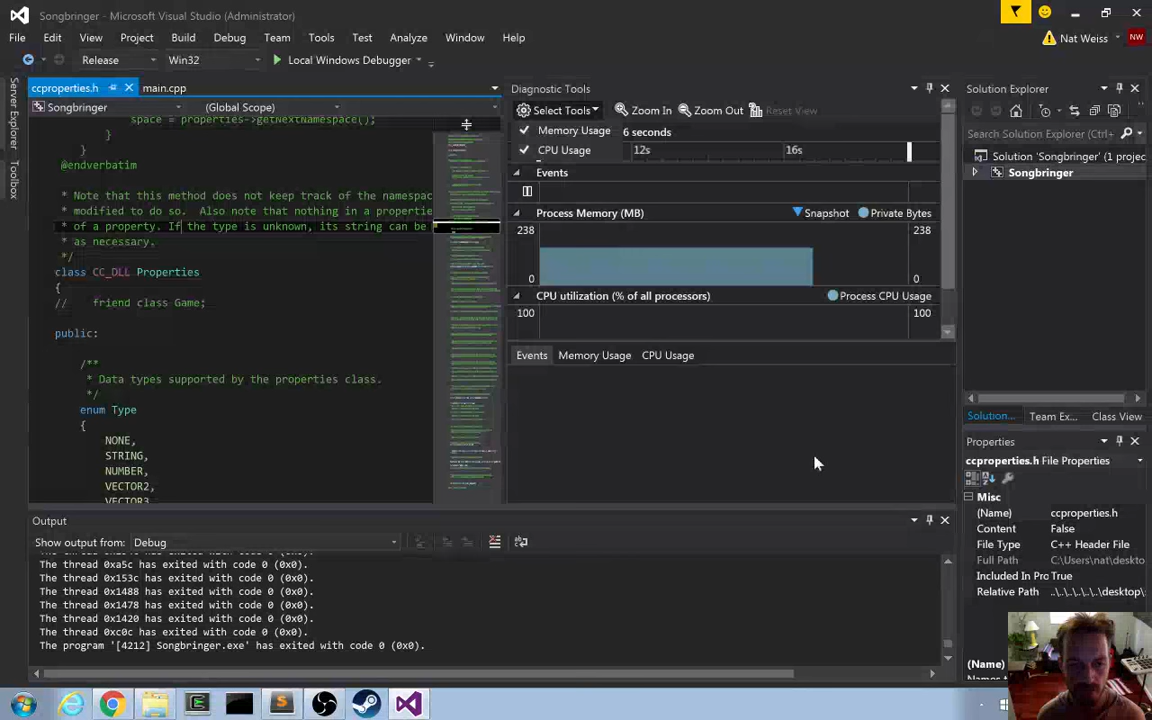 Songbringer - Microsoft Visual Studio (Administrator)
File Edit View Project Build Debug Team Tools Test Analyze Window Help
Nat Weiss NW
Release Win32 Local Windows Debugger
Server Explorer
Toolbox
ccproperties.h main.cpp
Songbringer (Global Scope)
space = properties->getNextNamespace();
}
}
@endverbatim
* Note that this method does not keep track of the namespac
* modified to do so. Also note that nothing in a propertie
* of a property. If the type is unknown, its string can be
* as necessary.
*/
class CC_DLL Properties
{
// friend class Game;
public:
/**
* Data types supported by the properties class.
*/
enum Type
{
NONE,
STRING,
NUMBER,
VECTOR2,
VECTOR3
Diagnostic Tools
Select Tools Zoom In Zoom Out Reset View
Memory Usage
CPU Usage
6 seconds
12s 16s
Events
Process Memory (MB) Snapshot Private Bytes
238 238
0 0
CPU utilization (% of all processors) Process CPU Usage
100 100
Events Memory Usage CPU Usage
Solution Explorer
Search Solution Explorer (Ctrl+
Solution 'Songbringer' (1 projec
Songbringer
Solution... Team Ex... Class View
Properties
ccproperties.h File Properties
Misc
(Name) ccproperties.h
Content False
File Type C++ Header File
Full Path C:\Users\nat\deskto
Included In Pro True
Relative Path ..\..\..\..\..\desktop\
(Name)
Output
Show output from: Debug
The thread 0xa5c has exited with code 0 (0x0).
The thread 0x153c has exited with code 0 (0x0).
The thread 0x1488 has exited with code 0 (0x0).
The thread 0x1478 has exited with code 0 (0x0).
The thread 0x1420 has exited with code 0 (0x0).
The thread 0xc0c has exited with code 0 (0x0).
The program '[4212] Songbringer.exe' has exited with code 0 (0x0).